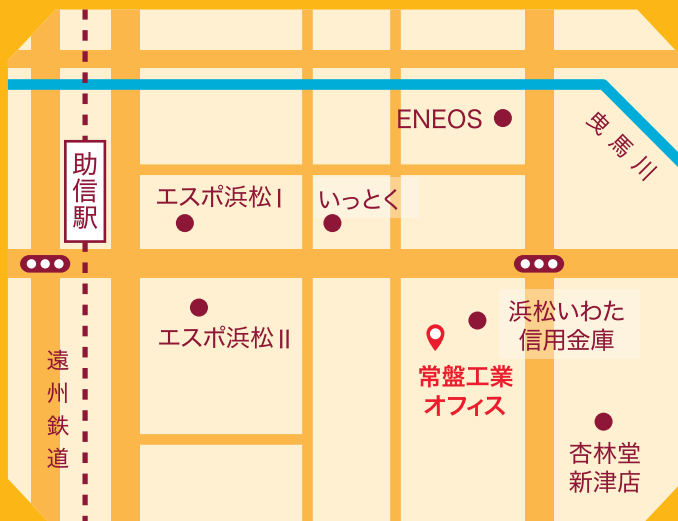 ENEOS
曳馬川
助信駅
エスポ浜松Ⅰ
いっとく
エスポ浜松Ⅱ
浜松いわた
信用金庫
常盤工業
オフィス
遠州鉄道
杏林堂
新津店